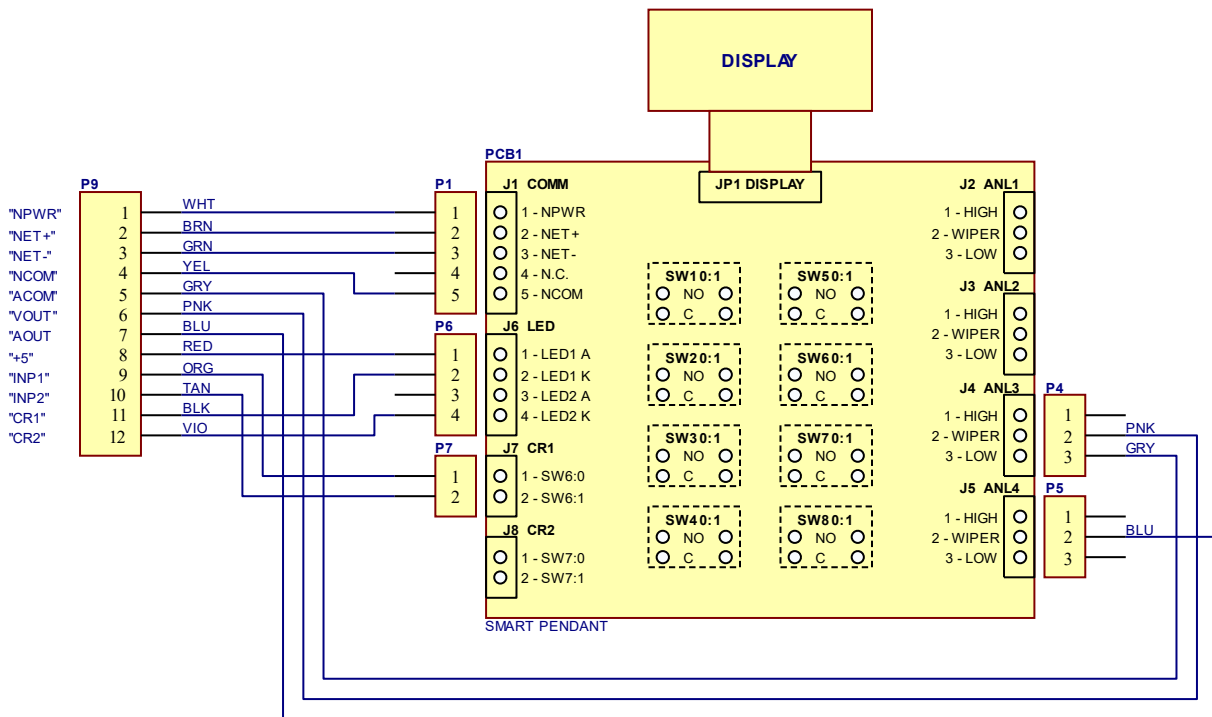 DISPLAY
PCB1
JP1 DISPLAY
P9
"NPWR" 1 WHT
"NET+" 2 BRN
"NET-" 3 GRN
"NCOM" 4 YEL
"ACOM" 5 GRY
"VOUT" 6 PNK
"AOUT 7 BLU
"+5" 8 RED
"INP1" 9 ORG
"INP2" 10 TAN
"CR1" 11 BLK
"CR2" 12 VIO
P1
1
2
3
4
5
P6
1
2
3
4
P7
1
2
J1 COMM
1 - NPWR
2 - NET+
3 - NET-
4 - N.C.
5 - NCOM
J6 LED
1 - LED1 A
2 - LED1 K
3 - LED2 A
4 - LED2 K
J7 CR1
1 - SW6:0
2 - SW6:1
J8 CR2
1 - SW7:0
2 - SW7:1
SW10:1
NO
C
SW50:1
NO
C
SW20:1
NO
C
SW60:1
NO
C
SW30:1
NO
C
SW70:1
NO
C
SW40:1
NO
C
SW80:1
NO
C
J2 ANL1
1 - HIGH
2 - WIPER
3 - LOW
J3 ANL2
1 - HIGH
2 - WIPER
3 - LOW
J4 ANL3
1 - HIGH
2 - WIPER
3 - LOW
J5 ANL4
1 - HIGH
2 - WIPER
3 - LOW
P4
1
2 PNK
3 GRY
P5
1
2 BLU
3
SMART PENDANT